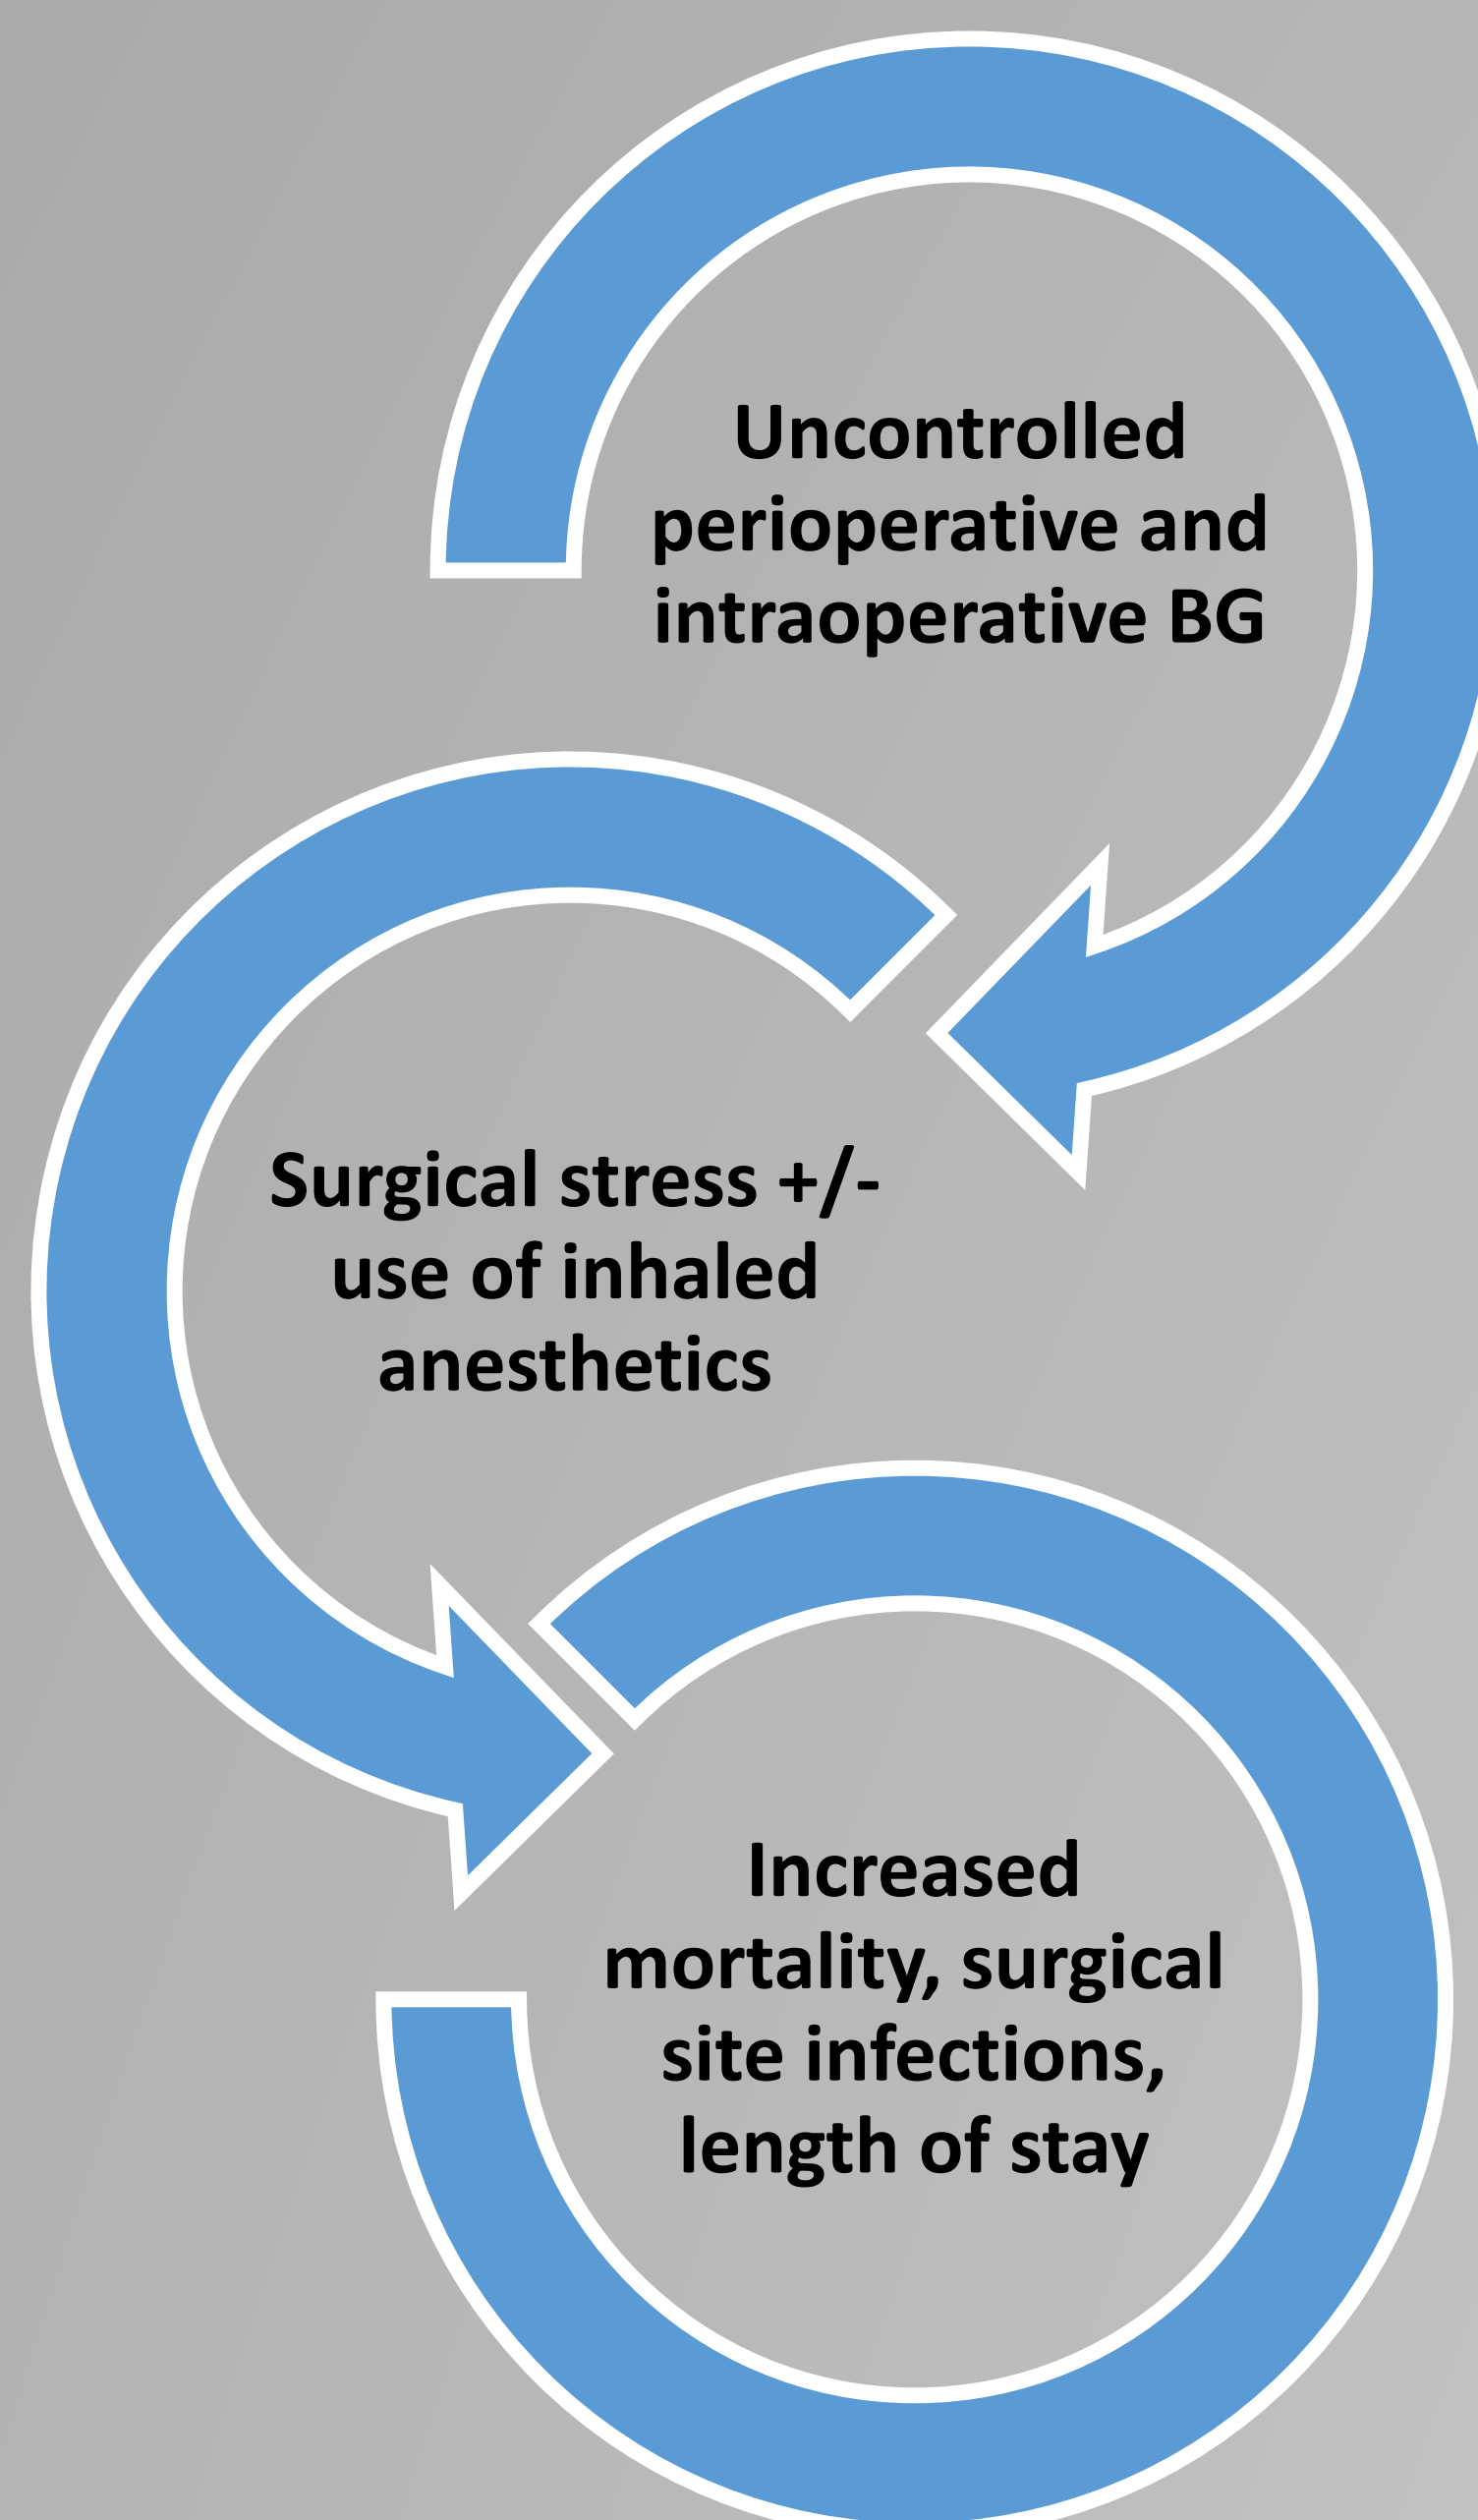 Uncontrolled
perioperative and
intraoperative BG
Surgical stress +/-
use of inhaled
anesthetics
Increased
mortality, surgical
site infections,
length of stay